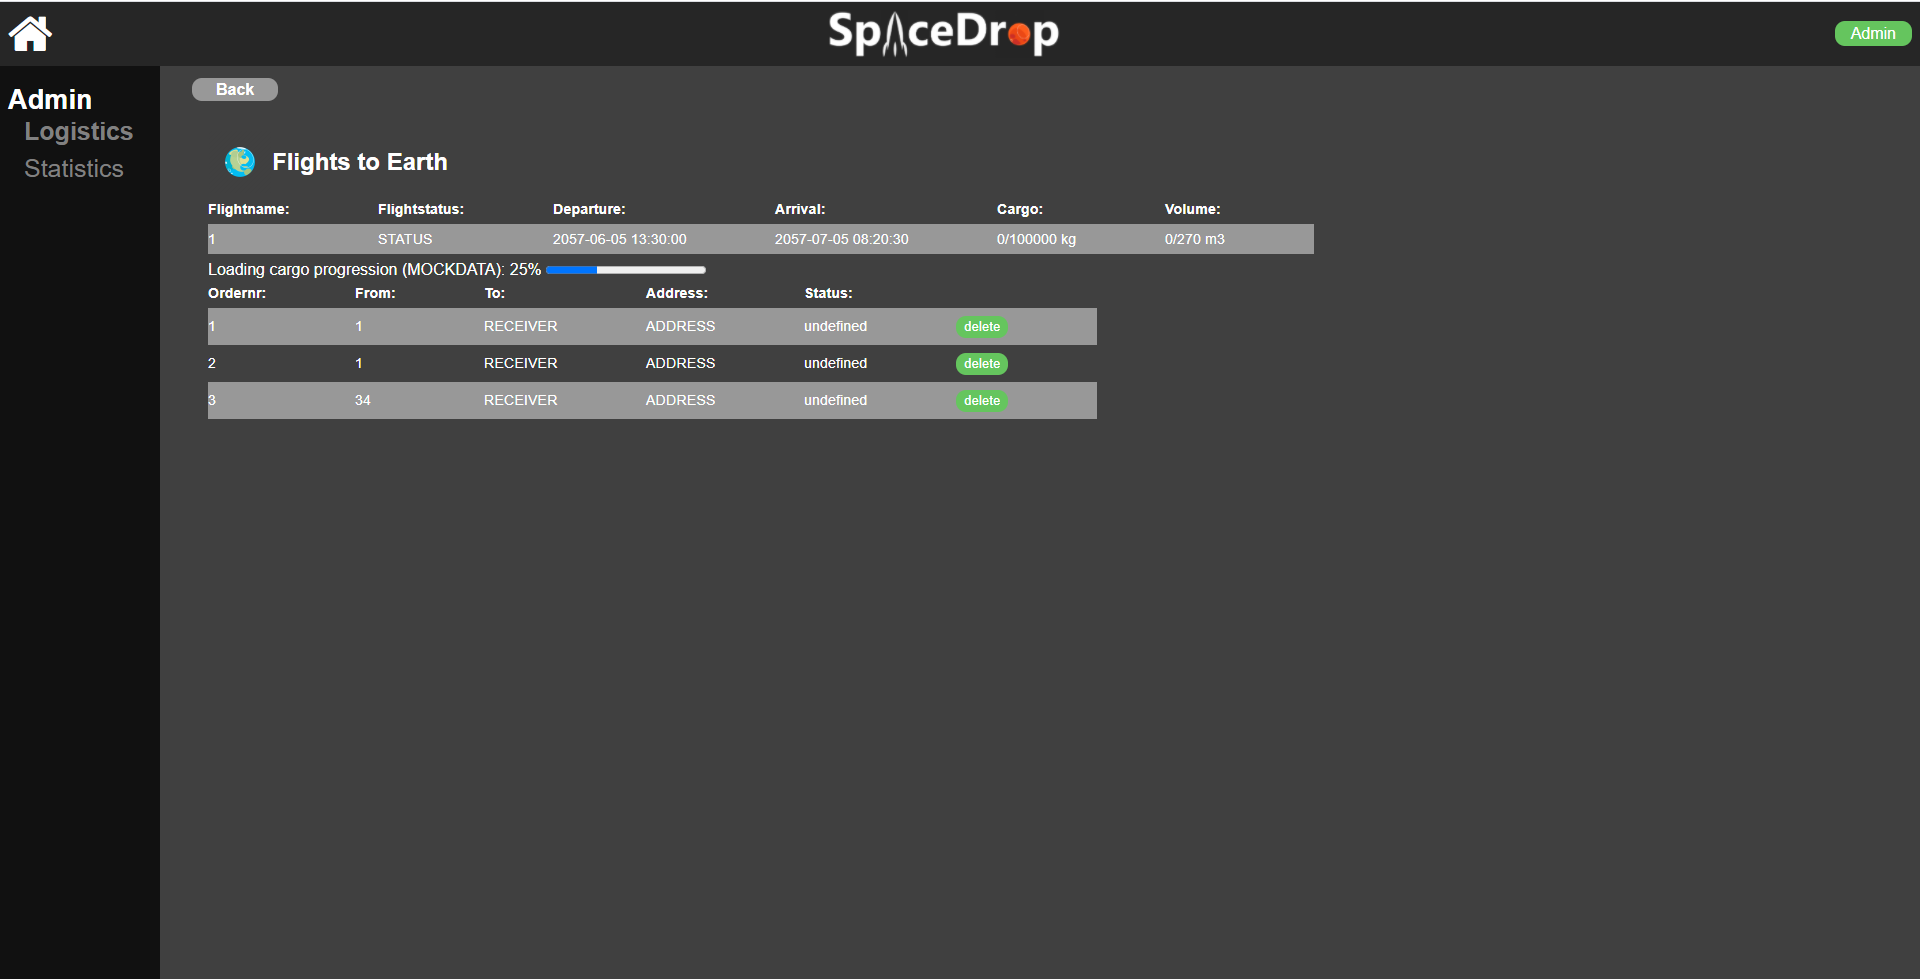 SpaceDrop
Admin
Admin
Logistics
Statistics
Back
Flights to Earth
Flightname: Flightstatus: Departure: Arrival: Cargo: Volume:
1 STATUS 2057-06-05 13:30:00 2057-07-05 08:20:30 0/100000 kg 0/270 m3
Loading cargo progression (MOCKDATA): 25%
Ordernr: From: To: Address: Status:
1 1 RECEIVER ADDRESS undefined delete
2 1 RECEIVER ADDRESS undefined delete
3 34 RECEIVER ADDRESS undefined delete